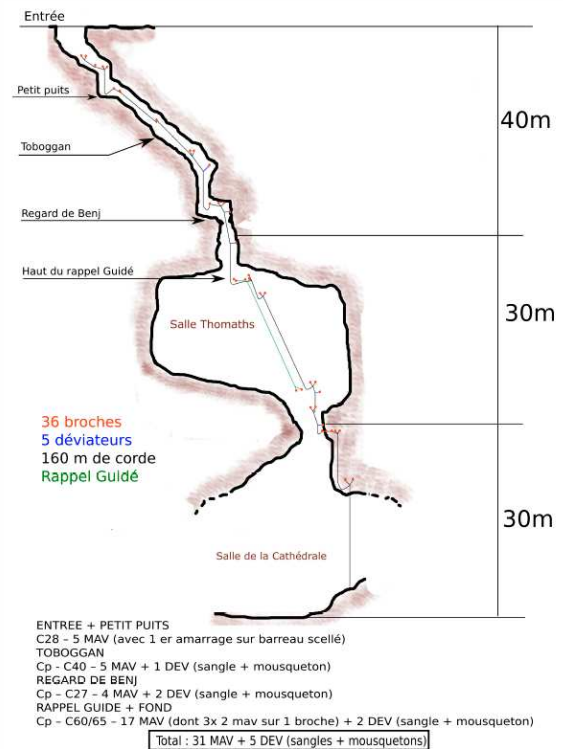 Entrée
Petit puits
40m
Toboggan
Regard de Benj
Haut du rappel Guidé
30m
Salle Thomaths
36 broches
5 déviateurs
160 m de corde
Rappel Guidé
30m
Salle de la Cathédrale
ENTREE + PETIT PUITS
C28 – 5 MAV (avec 1 er amarrage sur barreau scellé)
TOBOGGAN
Cp - C40 – 5 MAV + 1 DEV (sangle + mousqueton)
REGARD DE BENJ
Cp – C27 – 4 MAV + 2 DEV (sangle + mousqueton)
RAPPEL GUIDE + FOND
Cp – C60/65 – 17 MAV (dont 3x 2 mav sur 1 broche) + 2 DEV (sangle + mousqueton)
Total : 31 MAV + 5 DEV (sangles + mousquetons)